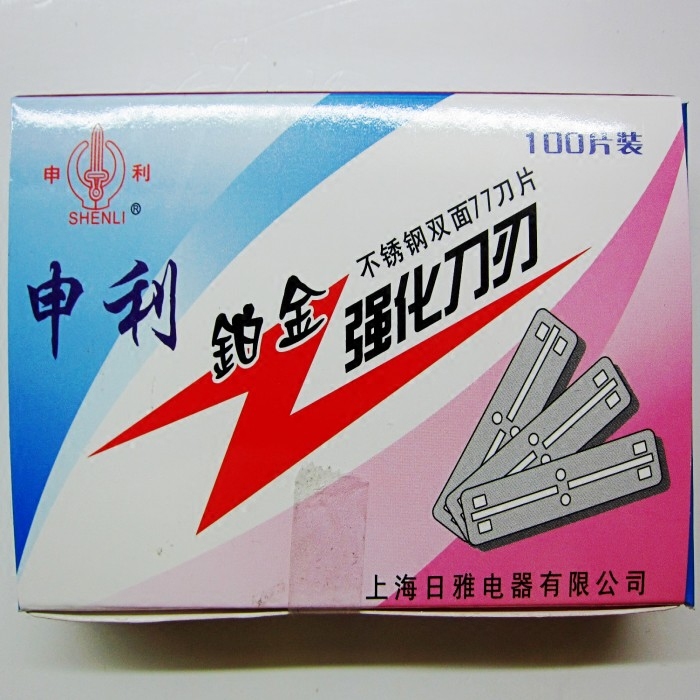 100片装
申 利
SHENLI®
不锈钢双面77刀片
申利
铂金
强化刀刃
上海日雅电器有限公司